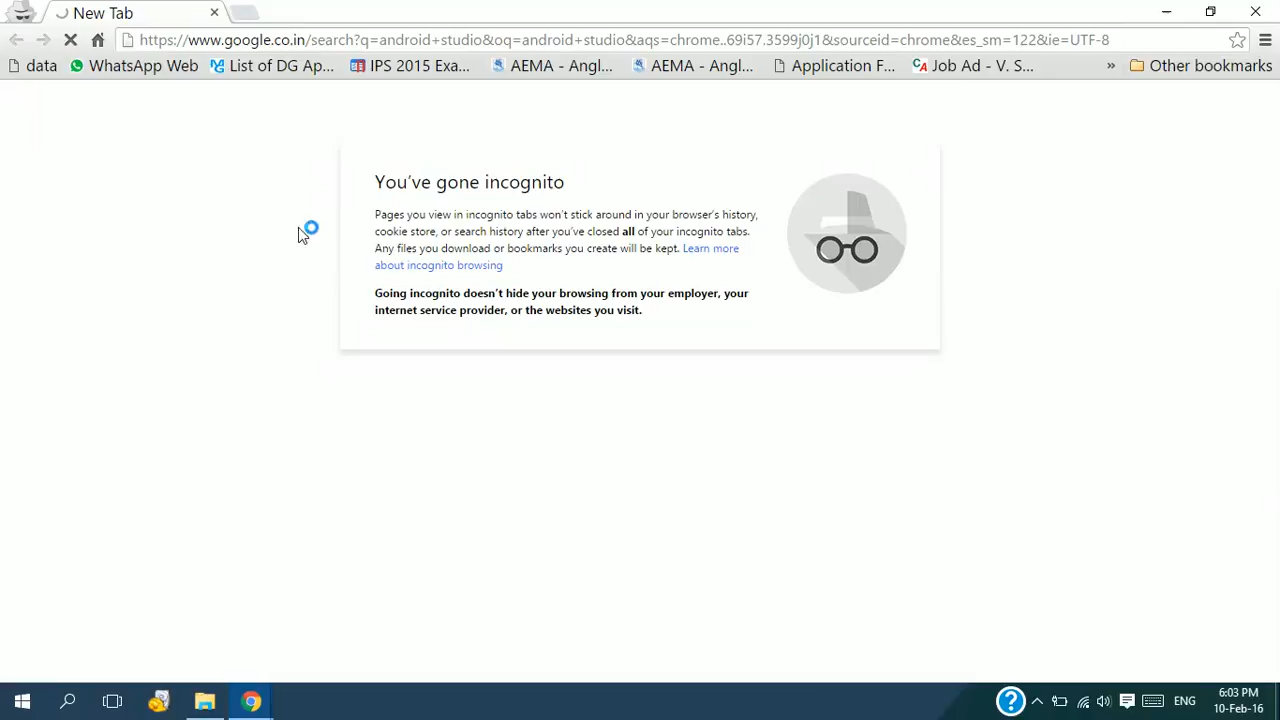 New Tab
https://www.google.co.in/search?q=android+studio&oq=android+studio&aqs=chrome..69i57.3599j0j1&sourceid=chrome&es_sm=122&ie=UTF-8
data WhatsApp Web List of DG Ap... IPS 2015 Exa... AEMA - Angl... AEMA - Angl... Application F... Job Ad - V. S... » Other bookmarks
You've gone incognito
Pages you view in incognito tabs won't stick around in your browser's history,
cookie store, or search history after you've closed all of your incognito tabs.
Any files you download or bookmarks you create will be kept. Learn more
about incognito browsing
Going incognito doesn't hide your browsing from your employer, your
internet service provider, or the websites you visit.
ENG
6:03 PM
10-Feb-16